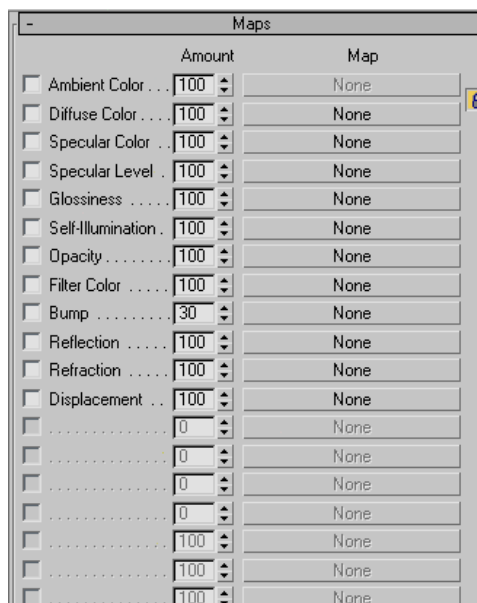 - Maps
Amount Map
Ambient Color . . . 100 None
Diffuse Color . . . . 100 None
Specular Color . . 100 None
Specular Level . 100 None
Glossiness . . . . . 100 None
Self-Illumination . 100 None
Opacity . . . . . . . . 100 None
Filter Color . . . . . 100 None
Bump . . . . . . . . . 30 None
Reflection . . . . . 100 None
Refraction . . . . . 100 None
Displacement . . 100 None
. . . . . . . . . . . . . . 0 None
. . . . . . . . . . . . . . 0 None
. . . . . . . . . . . . . . 0 None
. . . . . . . . . . . . . . 0 None
. . . . . . . . . . . . . . 100 None
. . . . . . . . . . . . . . 100 None
. . . . . . . . . . . . . . 100 None